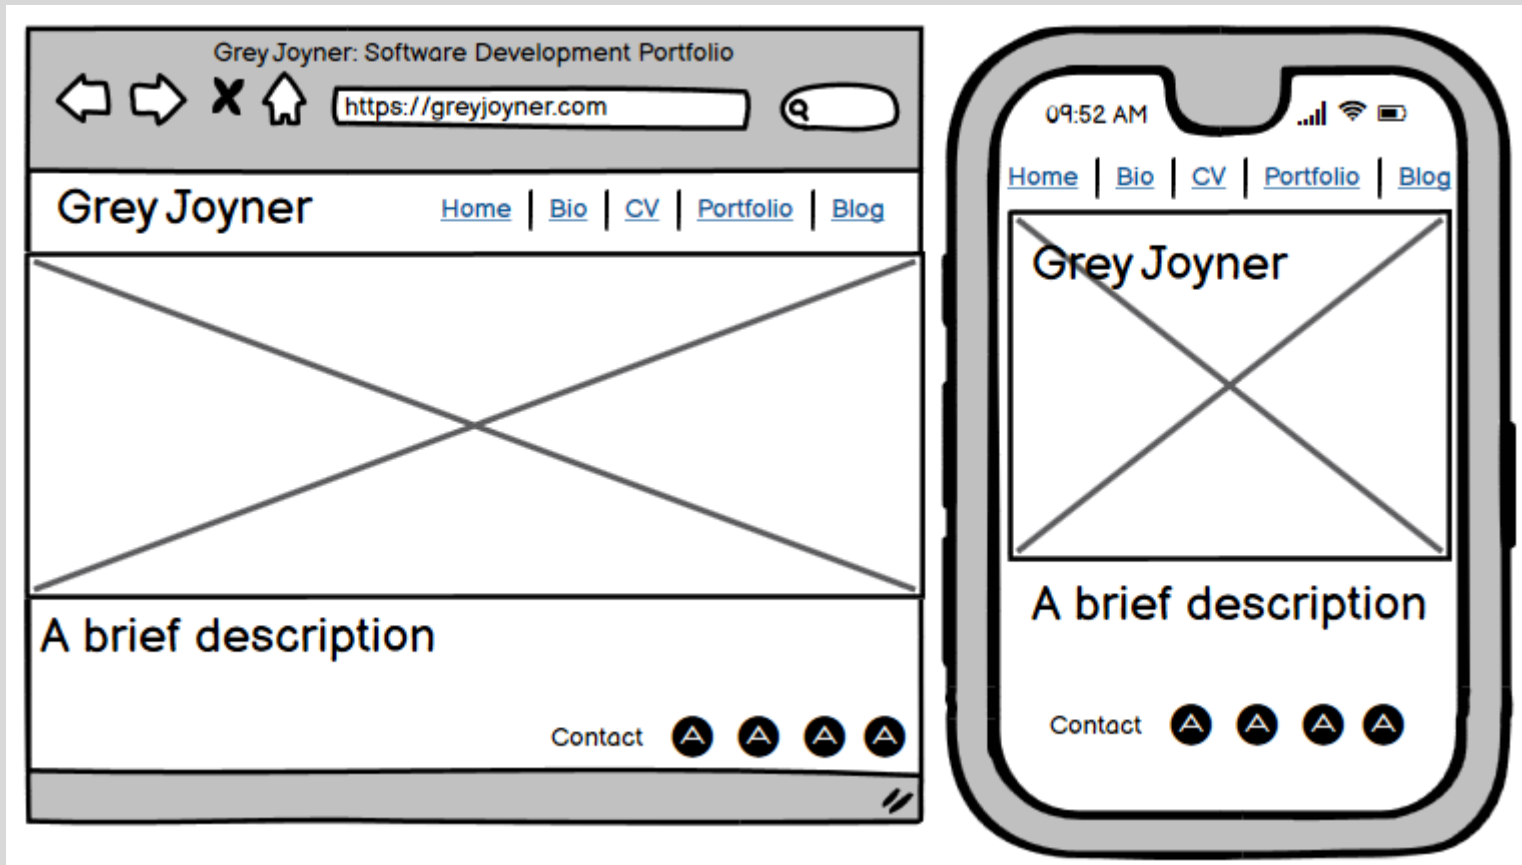 Grey Joyner: Software Development Portfolio
https://greyjoyner.com
Grey Joyner
Home | Bio | CV | Portfolio | Blog
A brief description
Contact
09:52 AM
Home | Bio | CV | Portfolio | Blog
Grey Joyner
A brief description
Contact